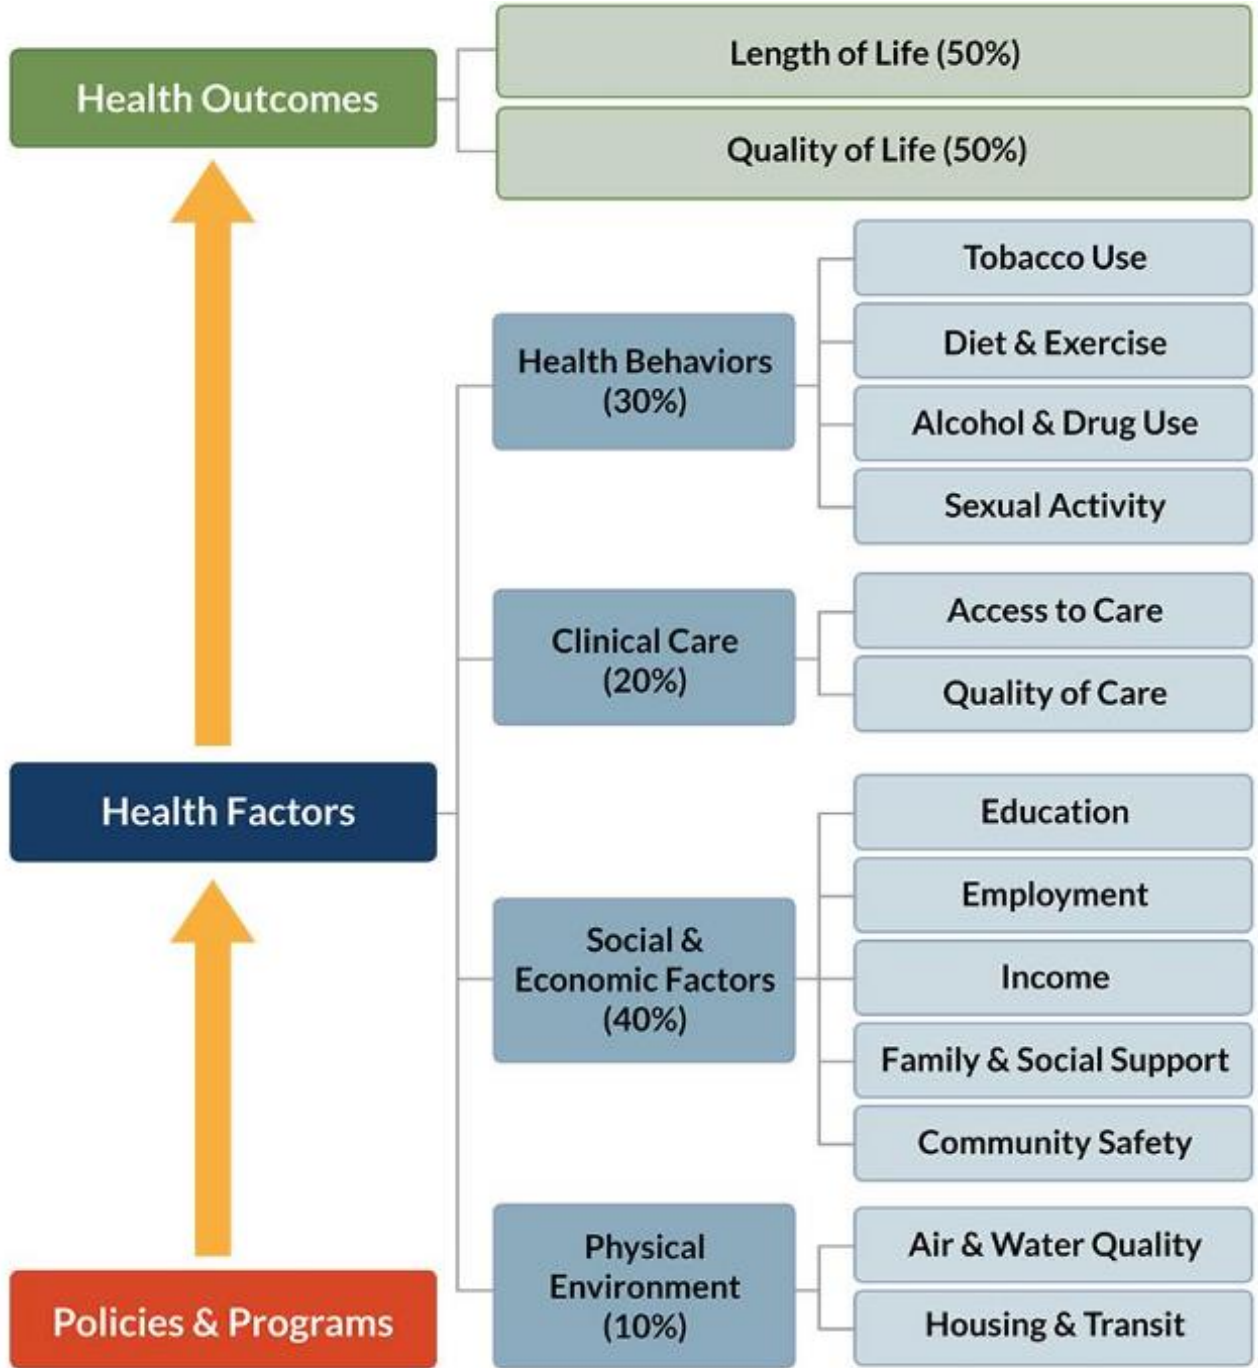 Health Outcomes
Length of Life (50%)
Quality of Life (50%)
Health Factors
Health Behaviors
(30%)
Tobacco Use
Diet & Exercise
Alcohol & Drug Use
Sexual Activity
Clinical Care
(20%)
Access to Care
Quality of Care
Social &
Economic Factors
(40%)
Education
Employment
Income
Family & Social Support
Community Safety
Physical
Environment
(10%)
Air & Water Quality
Housing & Transit
Policies & Programs